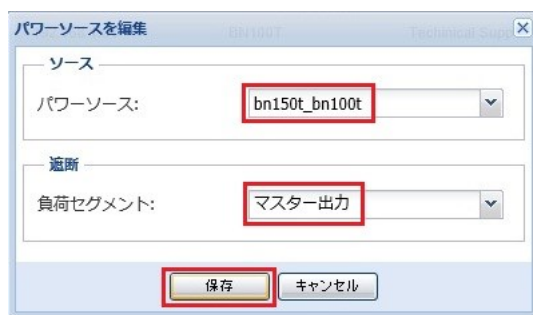 パワーソースを編集 BN100T Techinical Supp
ソース
パワーソース: bn150t_bn100t
遮断
負荷セグメント: マスター出力
保存 キャンセル